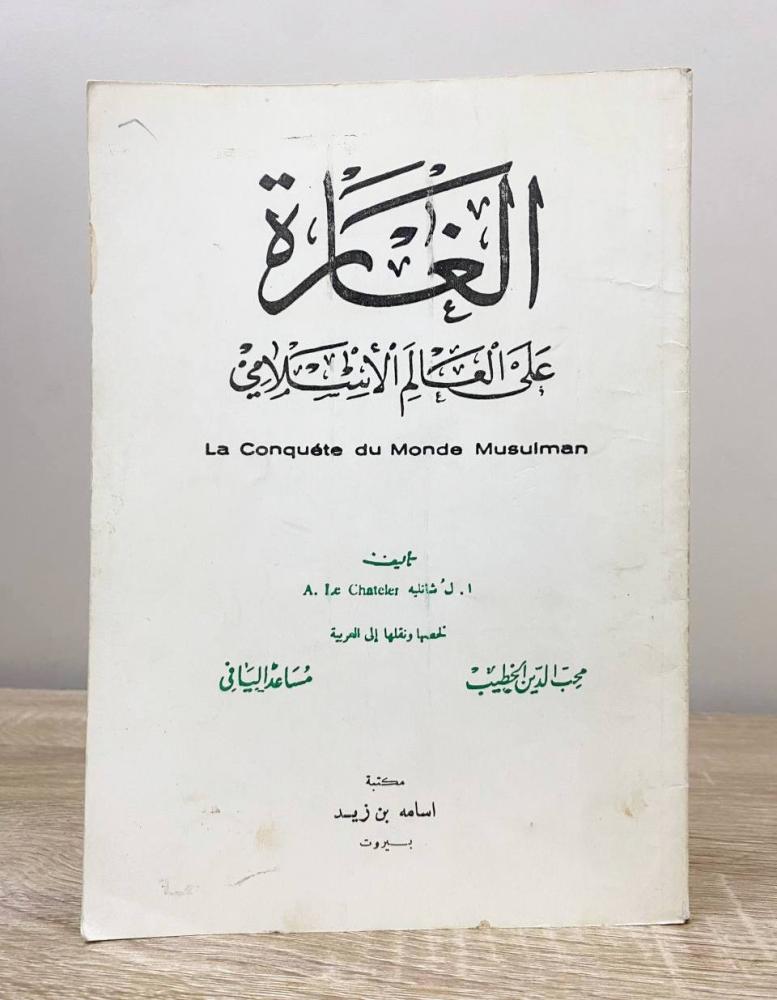 الغارة
على العالم الإسلامي
La Conquéte du Monde Musulman
تأليف
ا . ل شاتليه A. Le Chateler
لخصها ونقلها إلى العربية
محب الدين الخطيب مساعد اليافي
مكتبة
اسامه بن زيد
بيروت